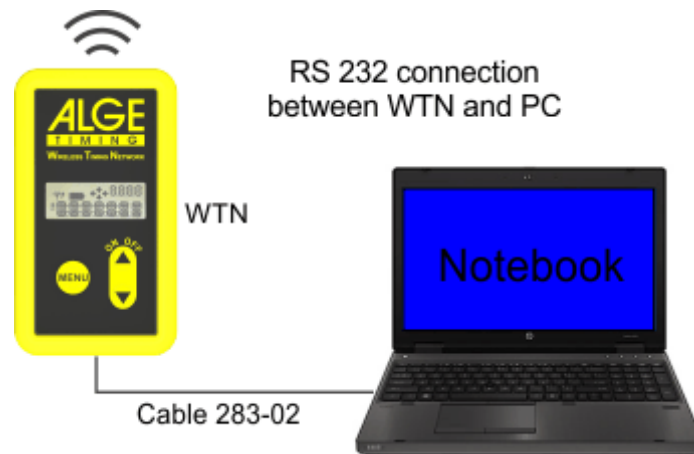 RS 232 connection
between WTN and PC
ALGE
TIMING
WIRELESS TIMING NETWORK
WTN
ON OFF
MENU
Notebook
Cable 283-02